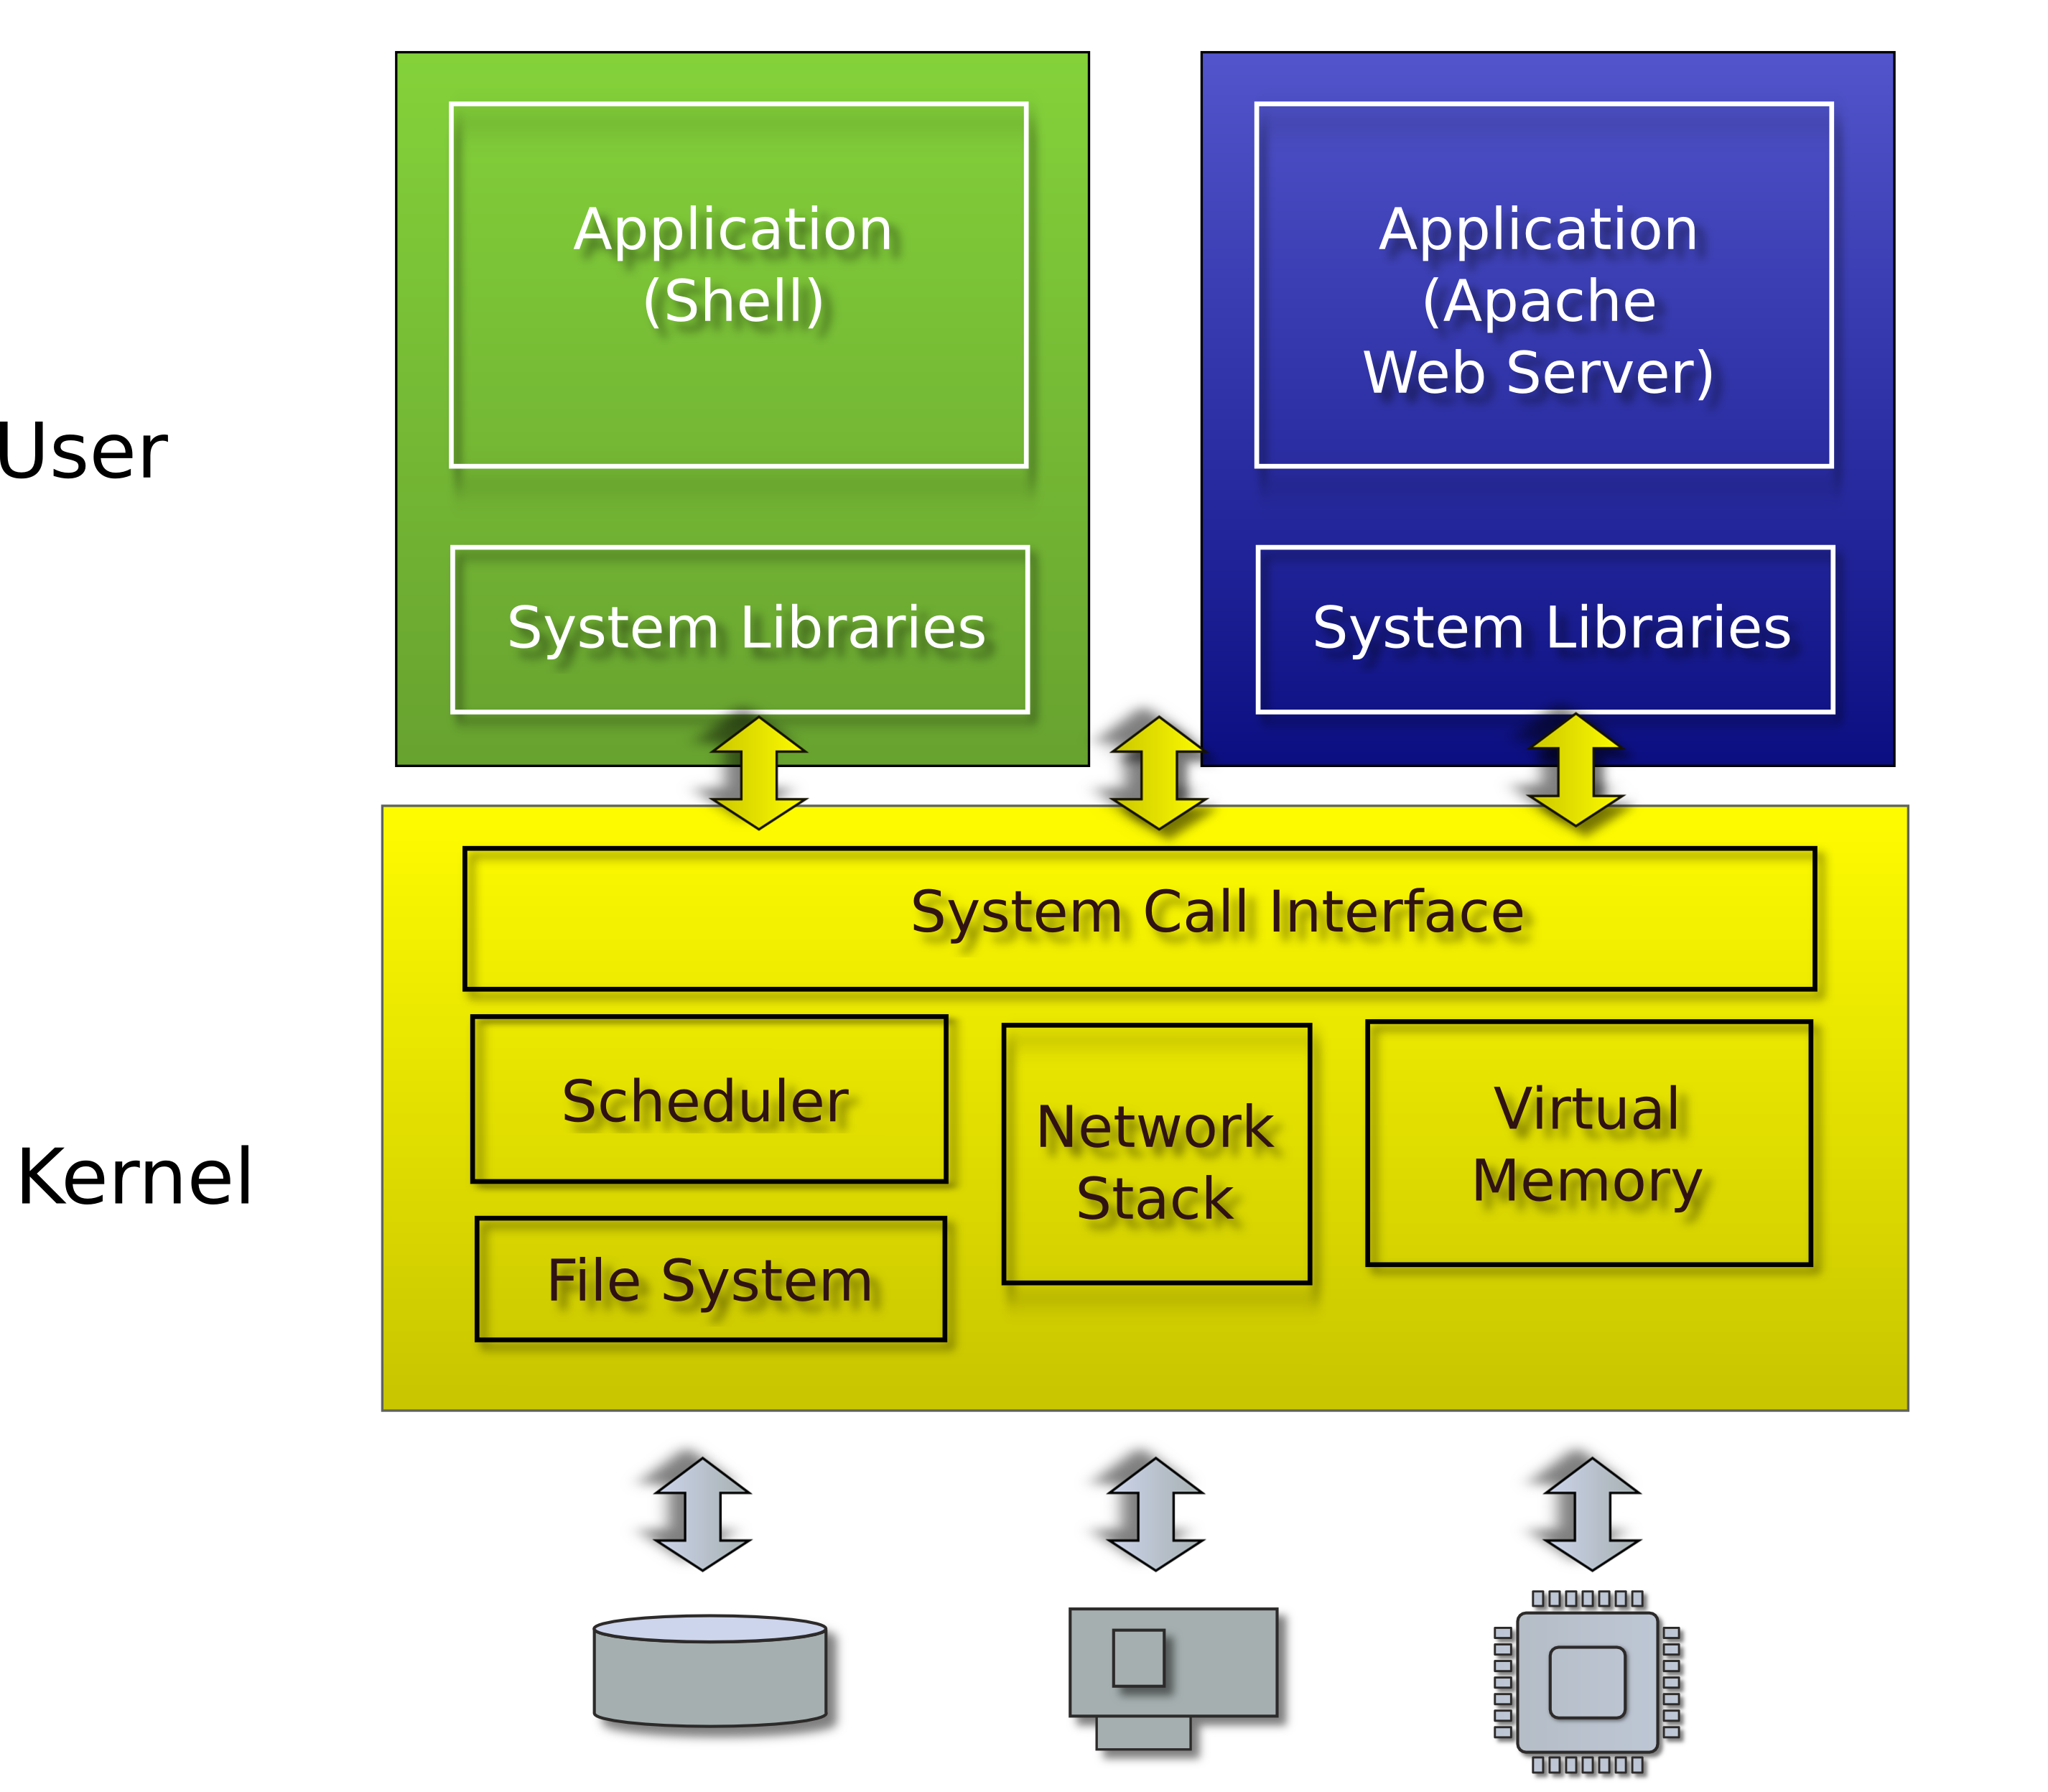 Application
(Shell)
Application
(Apache
Web Server)
User
System Libraries
System Libraries
System Call Interface
Scheduler
Network
Stack
Virtual
Memory
Kernel
File System